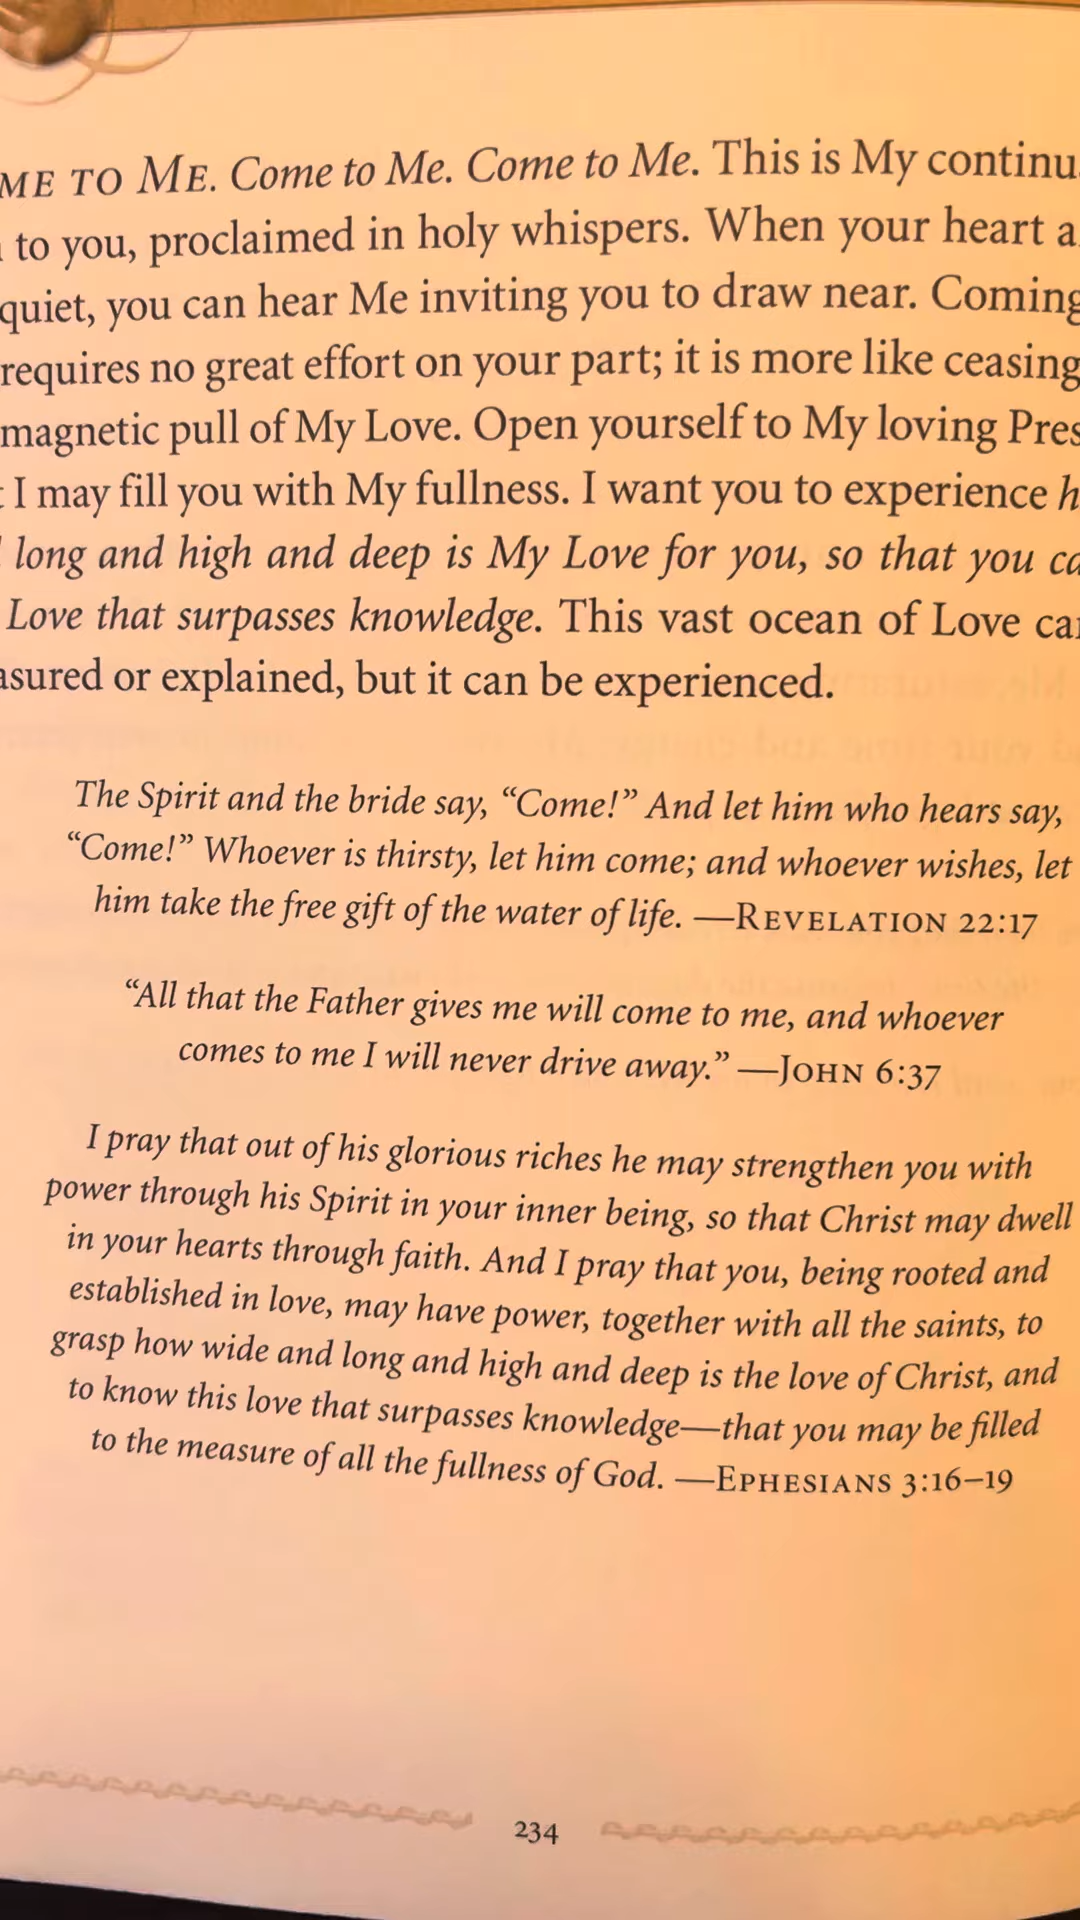 ME TO ME. Come to Me. Come to Me. This is My continu
to you, proclaimed in holy whispers. When your heart a
quiet, you can hear Me inviting you to draw near. Coming
requires no great effort on your part; it is more like ceasing
magnetic pull of My Love. Open yourself to My loving Pres
I may fill you with My fullness. I want you to experience h
long and high and deep is My Love for you, so that you ca
Love that surpasses knowledge. This vast ocean of Love can
asured or explained, but it can be experienced.
The Spirit and the bride say, “Come!” And let him who hears say,
“Come!” Whoever is thirsty, let him come; and whoever wishes, let
him take the free gift of the water of life. —REVELATION 22:17
“All that the Father gives me will come to me, and whoever
comes to me I will never drive away.” —JOHN 6:37
I pray that out of his glorious riches he may strengthen you with
power through his Spirit in your inner being, so that Christ may dwell
in your hearts through faith. And I pray that you, being rooted and
established in love, may have power, together with all the saints, to
grasp how wide and long and high and deep is the love of Christ, and
to know this love that surpasses knowledge—that you may be filled
to the measure of all the fullness of God. —EPHESIANS 3:16–19
234